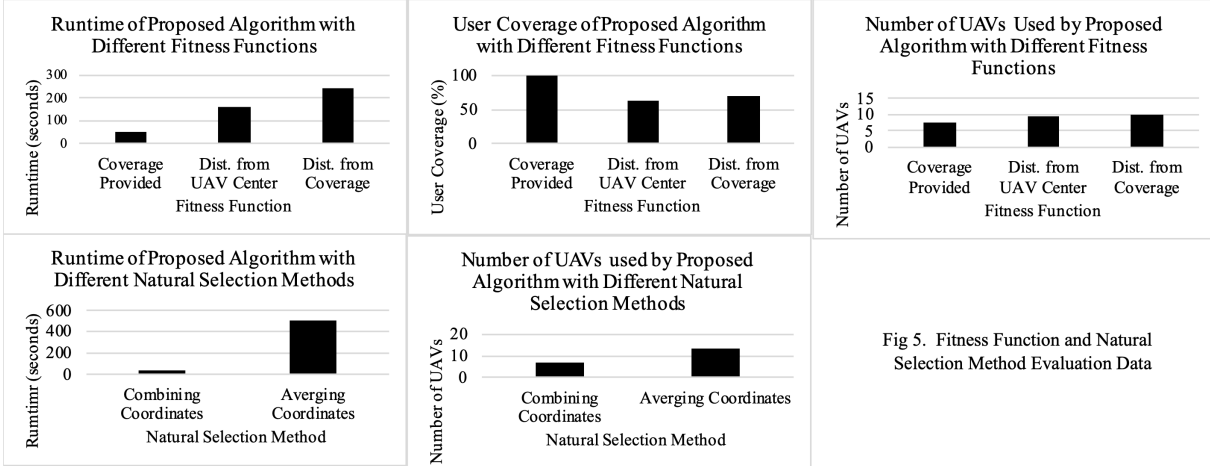 Runtime of Proposed Algorithm with
Different Fitness Functions
Rumtime (seconds)
300
200
100
0
Coverage
Provided
Dist. from
UAV Center
Dist. from
Coverage
Fitness Function
User Coverage of Proposed Algorithm
with Different Fitness Functions
User Coverage (%)
100
50
0
Coverage
Provided
Dist. from
UAV Center
Dist. from
Coverage
Fitness Function
Number of UAVs Used by Proposed
Algorithm with Different Fitness
Functions
Number of UAVs
15
10
5
0
Coverage
Provided
Dist. from
UAV Center
Dist. from
Coverage
Fitness Function
Runtime of Proposed Algorithm with
Different Natural Selection Methods
Rumtimr (seconds)
600
400
200
0
Combining
Coordinates
Averging
Coordinates
Natural Selection Method
Number of UAVs used by Proposed
Algorithm with Different Natural
Selection Methods
Number of UAVs
20
10
0
Combining
Coordinates
Averging Coordinates
Natural Selection Method
Fig 5. Fitness Function and Natural
Selection Method Evaluation Data